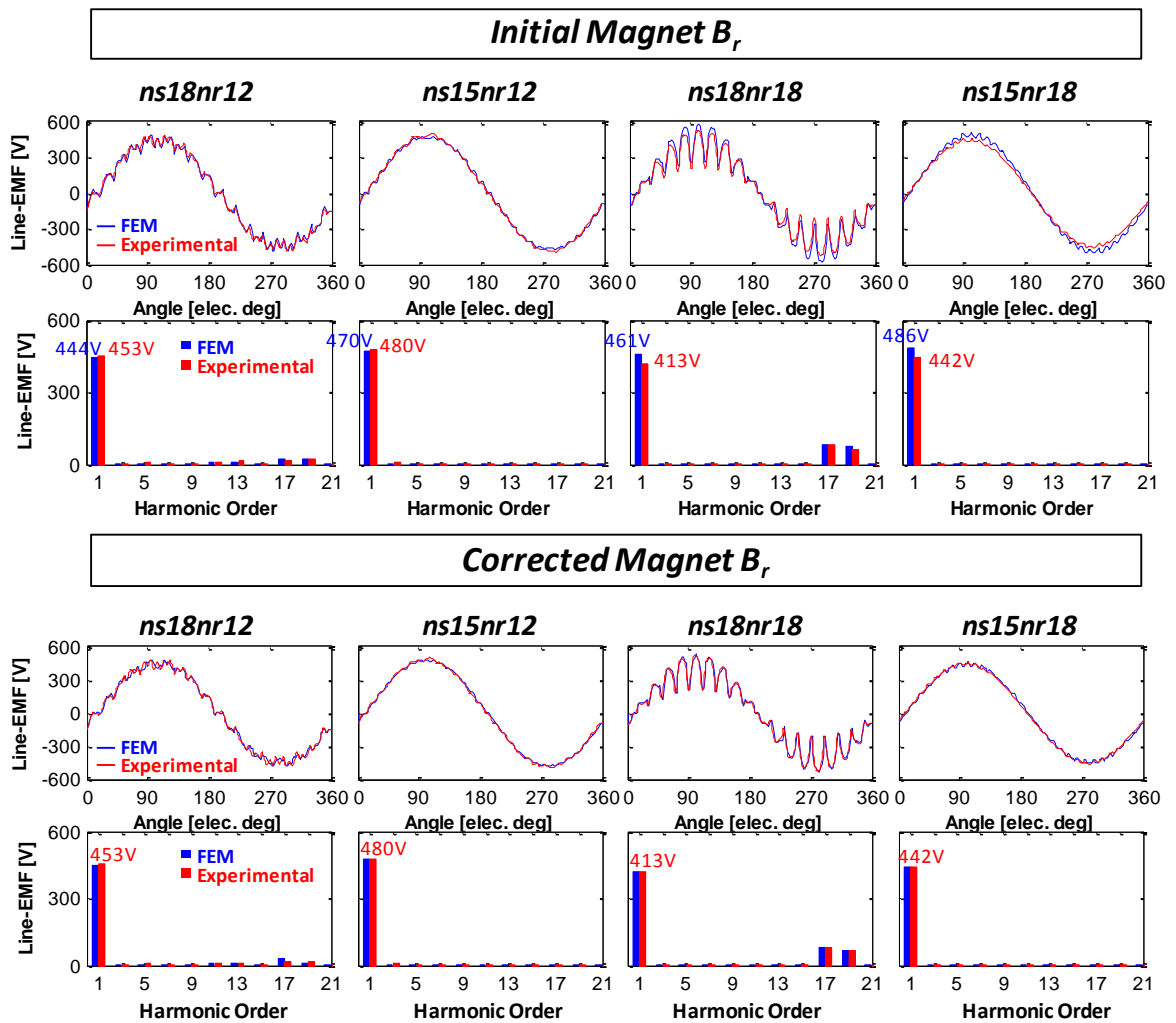 Initial Magnet Br
ns18nr12 ns15nr12 ns18nr18 ns15nr18
Line-EMF [V]
600
300
0
-300
-600
FEM
Experimental
0 90 180 270 360
0 90 180 270 360
0 90 180 270 360
0 90 180 270 360
Angle [elec. deg] Angle [elec. deg] Angle [elec. deg] Angle [elec. deg]
Line-EMF [V]
600
300
0
444V 453V
FEM
Experimental
470V 480V
461V 413V
486V 442V
1 5 9 13 17 21
1 5 9 13 17 21
1 5 9 13 17 21
1 5 9 13 17 21
Harmonic Order Harmonic Order Harmonic Order Harmonic Order
Corrected Magnet Br
ns18nr12 ns15nr12 ns18nr18 ns15nr18
Line-EMF [V]
600
300
0
-300
-600
FEM
Experimental
0 90 180 270 360
0 90 180 270 360
0 90 180 270 360
0 90 180 270 360
Angle [elec. deg] Angle [elec. deg] Angle [elec. deg] Angle [elec. deg]
Line-EMF [V]
600
300
0
453V
FEM
Experimental
480V
413V
442V
1 5 9 13 17 21
1 5 9 13 17 21
1 5 9 13 17 21
1 5 9 13 17 21
Harmonic Order Harmonic Order Harmonic Order Harmonic Order